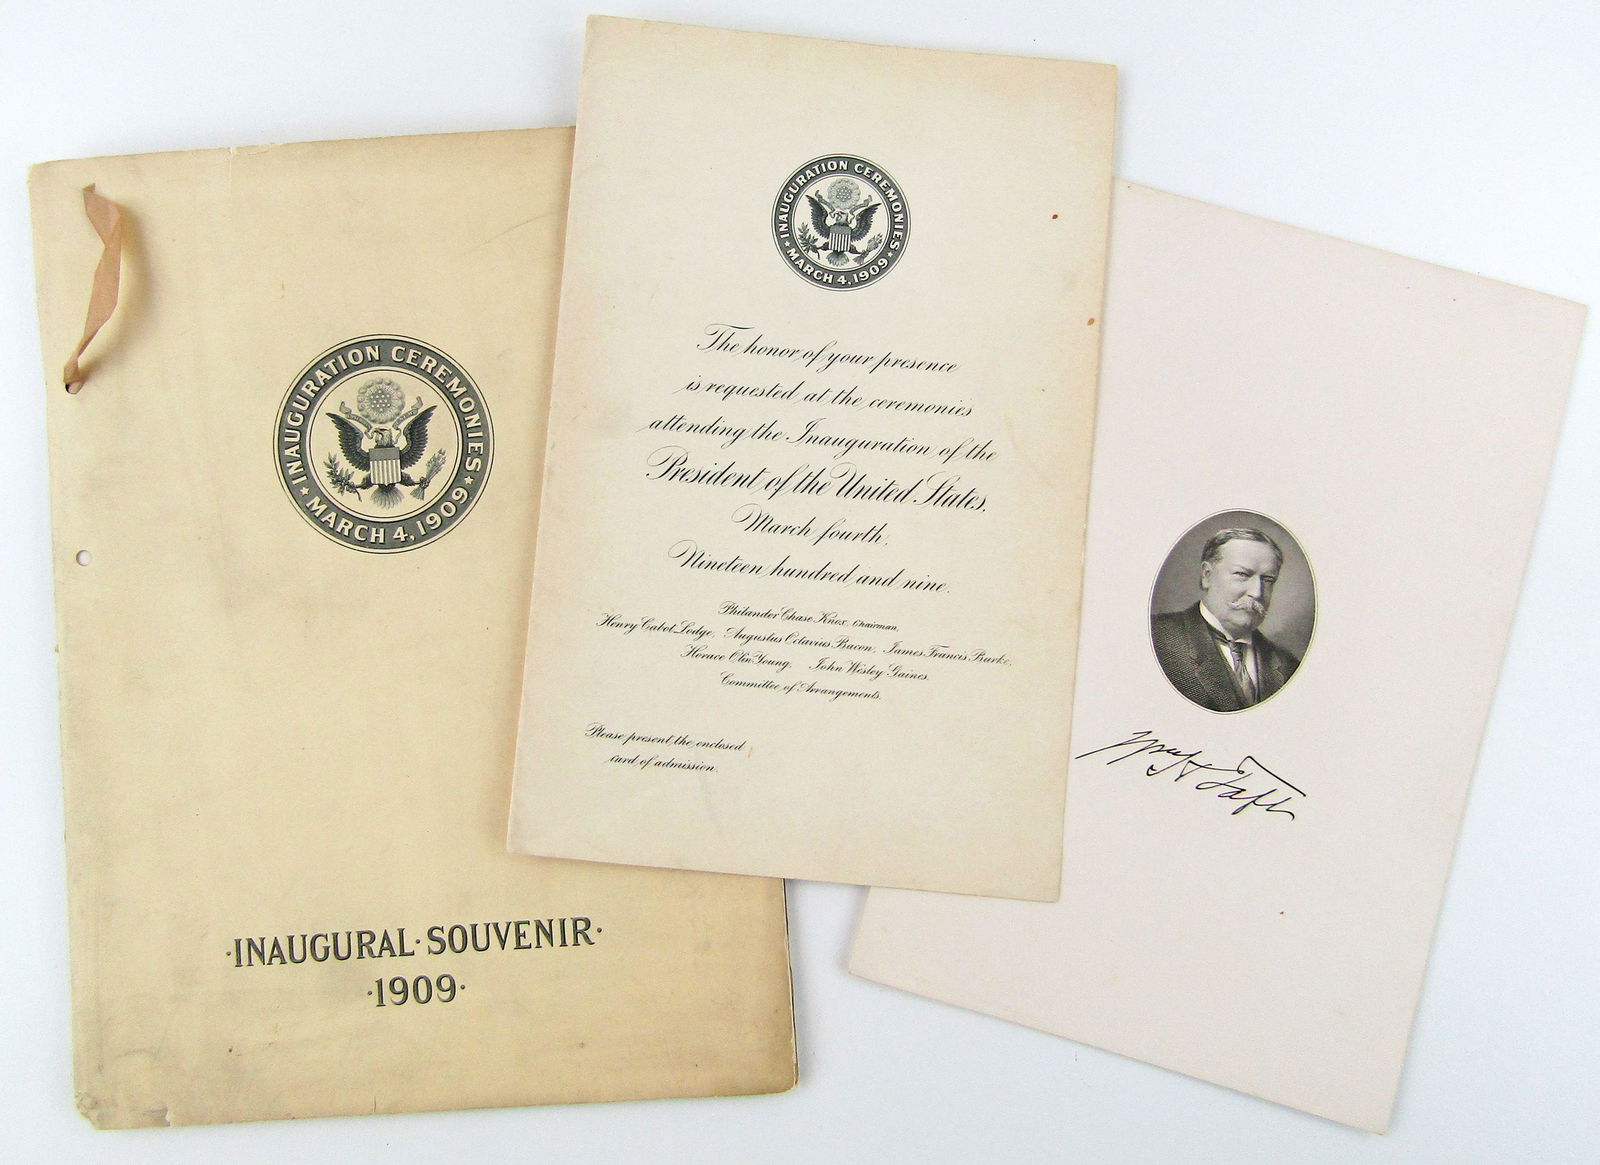 INAUGURATION CEREMONIES
★ MARCH 4, 1909 ★
·INAUGURAL·SOUVENIR·
·1909·
INAUGURATION CEREMONIES
★ MARCH 4, 1909 ★
The honor of your presence
is requested at the ceremonies
attending the Inauguration of the
President of the United States,
March fourth,
Nineteen hundred and nine.
Philander Chase Knox, Chairman,
Henry Cabot Lodge, Augustus Octavius Bacon, James Francis Burke,
Horace Olin Young, John Wesley Gaines,
Committee of Arrangements.
Please present the enclosed
card of admission.
Wm H Taft